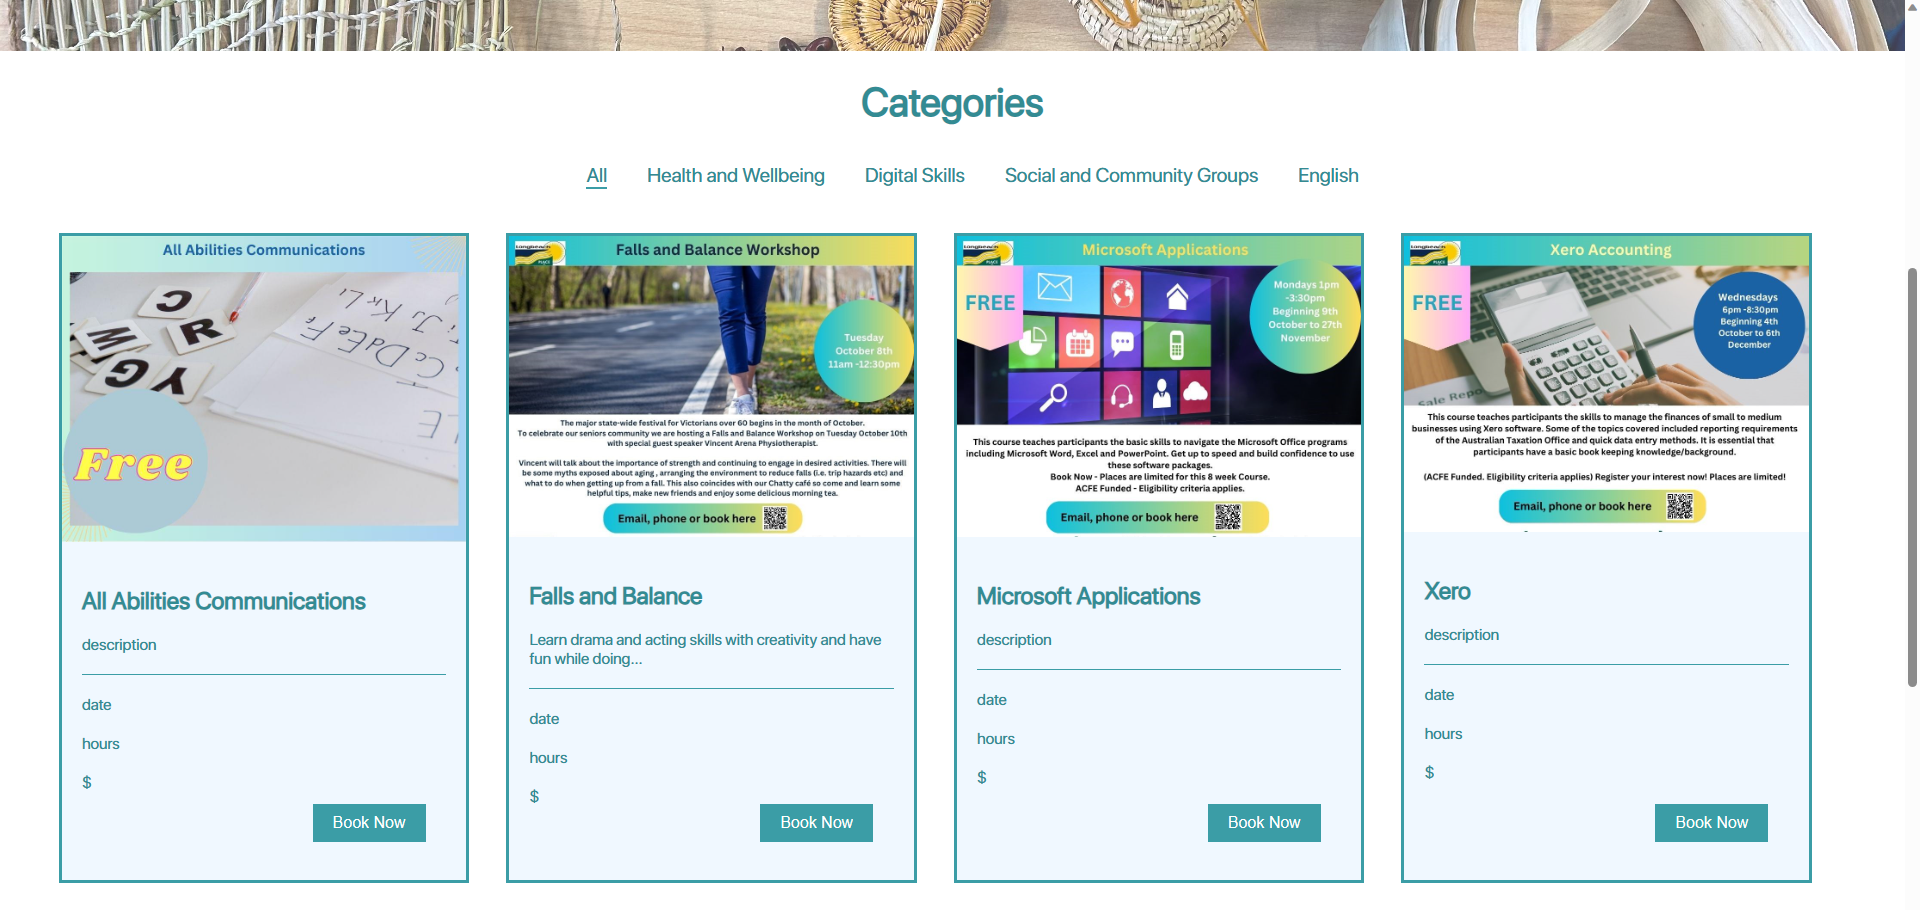 Categories
All
Health and Wellbeing
Digital Skills
Social and Community Groups
English
All Abilities Communications
Free
All Abilities Communications
description
date
hours
$
Book Now
Falls and Balance Workshop
Tuesday
October 8th
11am -12:30pm
The major state-wide festival for Victorians over 60 begins in the month of October.
To celebrate our seniors community we are hosting a Falls and Balance Workshop on Tuesday October 10th
with special guest speaker Vincent Arena Physiotherapist.
Vincent will talk about the importance of strength and continuing to engage in desired activities. There will
be some myths exposed about aging , arranging the environment to reduce falls (i.e. trip hazards etc) and
what to do when getting up from a fall. This also coincides with our Chatty café so come and learn some
helpful tips, make new friends and enjoy some delicious morning tea.
Email, phone or book here
Falls and Balance
Learn drama and acting skills with creativity and have
fun while doing...
date
hours
$
Book Now
Microsoft Applications
FREE
Mondays 1pm
-3:30pm
Beginning 9th
October to 27th
November
This course teaches participants the basic skills to navigate the Microsoft Office programs
including Microsoft Word, Excel and PowerPoint. Get up to speed and build confidence to use
these software packages.
Book Now - Places are limited for this 8 week Course.
ACFE Funded - Eligibility criteria applies.
Email, phone or book here
Microsoft Applications
description
date
hours
$
Book Now
Xero Accounting
FREE
Wednesdays
6pm -8:30pm
Beginning 4th
October to 6th
December
This course teaches participants the skills to manage the finances of small to medium
businesses using Xero software. Some of the topics covered included reporting requirements
of the Australian Taxation Office and quick data entry methods. It is essential that
participants have a basic book keeping knowledge/background.
(ACFE Funded. Eligibility criteria applies) Register your interest now! Places are limited!
Email, phone or book here
Xero
description
date
hours
$
Book Now